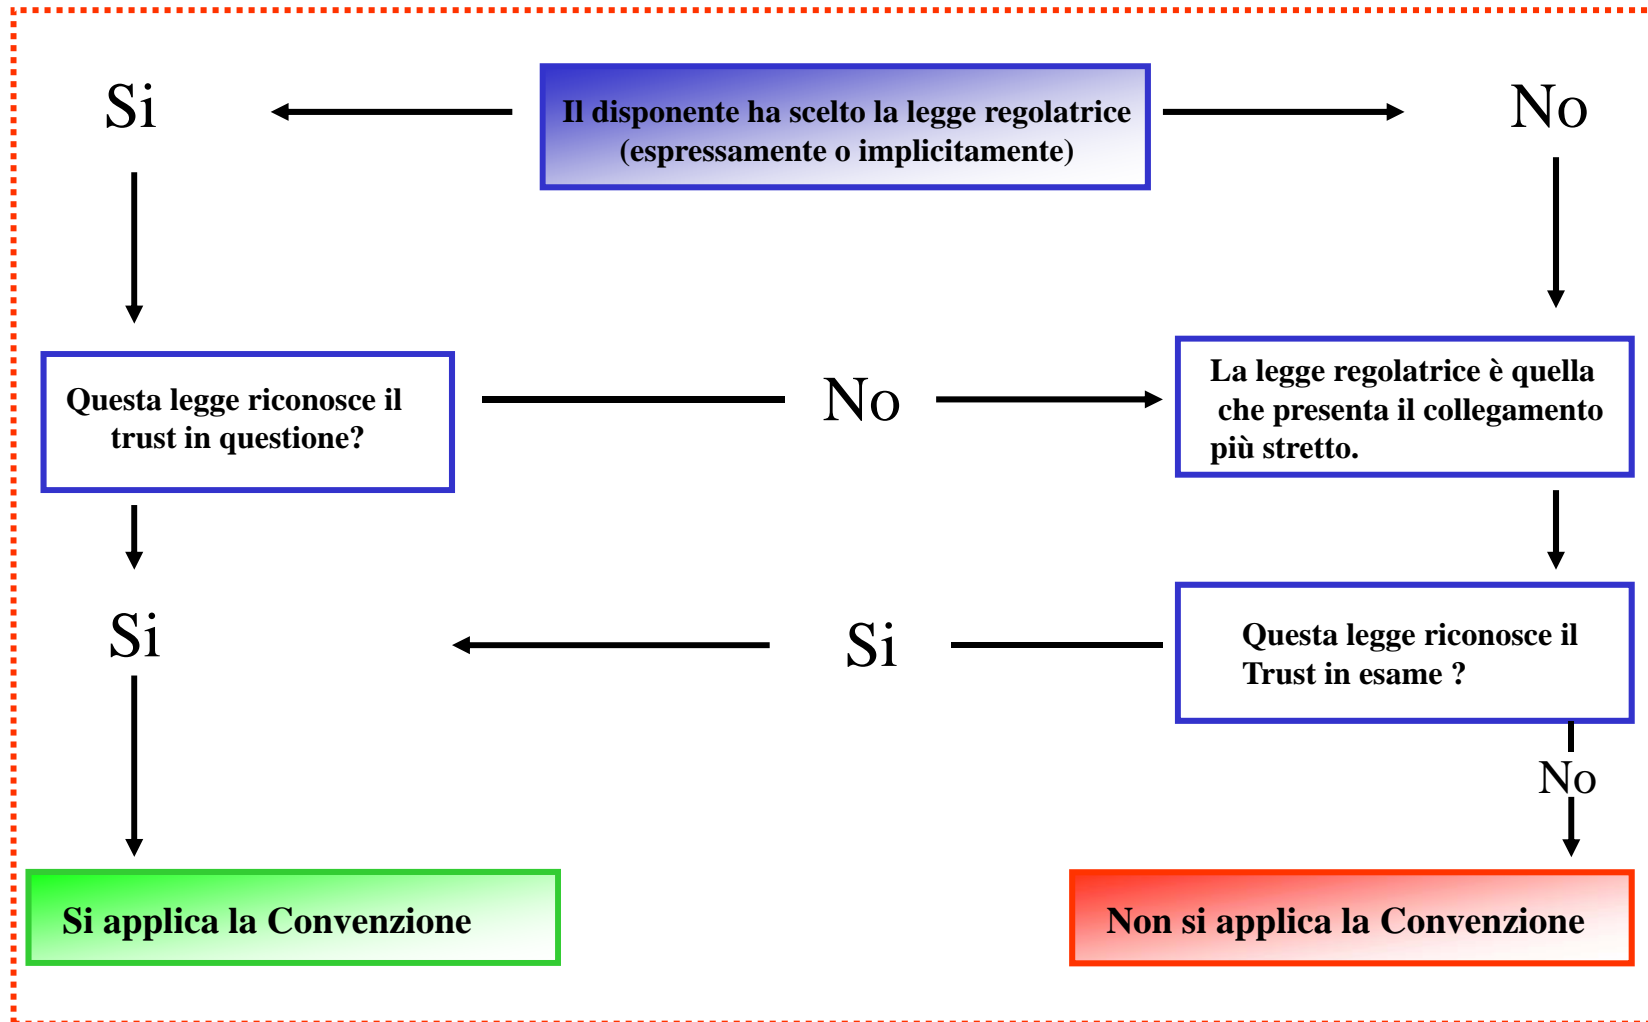 Si
Il disponente ha scelto la legge regolatrice
(espressamente o implicitamente)
No
Questa legge riconosce il
trust in questione?
No
La legge regolatrice è quella
che presenta il collegamento
più stretto.
Si
Si
Questa legge riconosce il
Trust in esame ?
No
Si applica la Convenzione
Non si applica la Convenzione